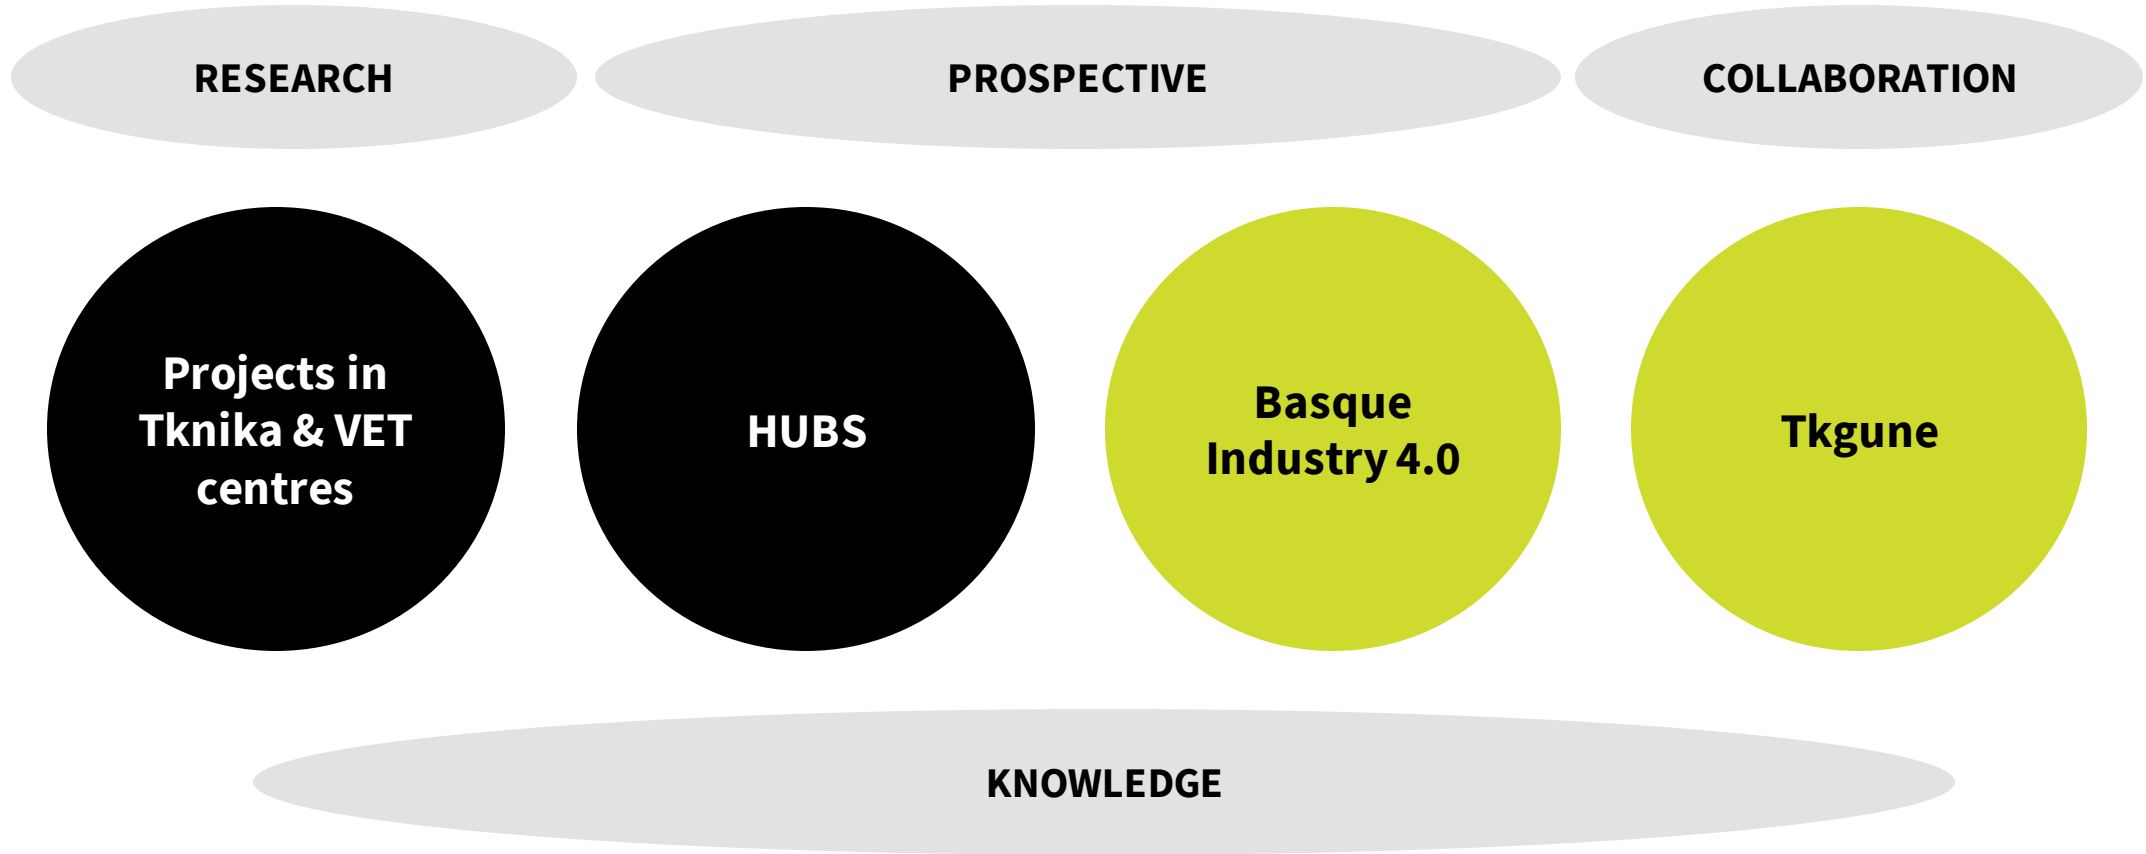 RESEARCH
PROSPECTIVE
COLLABORATION
Projects in
Tknika & VET
centres
HUBS
Basque
Industry 4.0
Tkgune
KNOWLEDGE